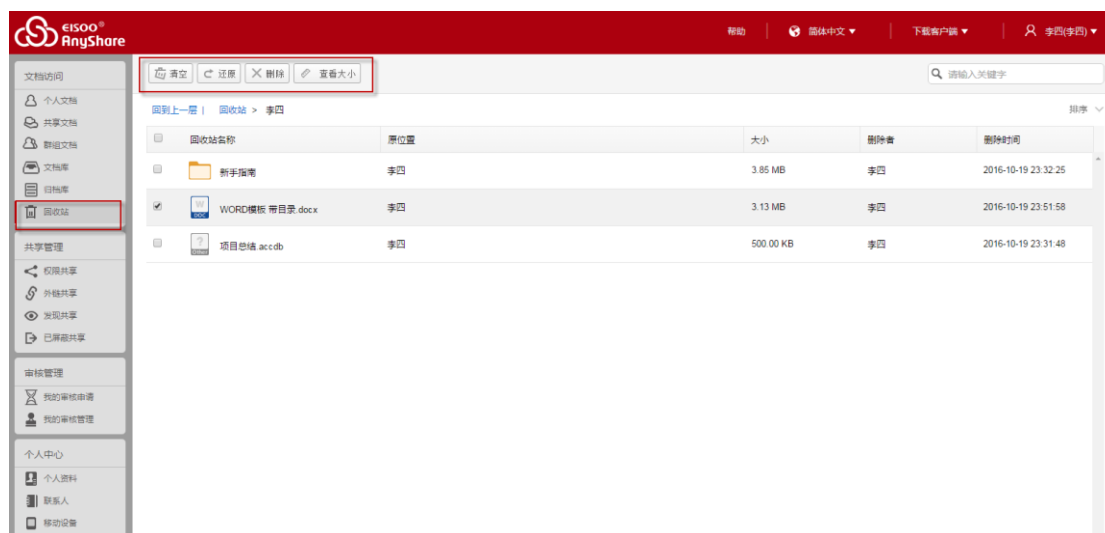 EISOO®
AnyShare
帮助 简体中文 下载客户端 李四(李四)
文档访问
个人文档
共享文档
群组文档
文档库
归档库
回收站
共享管理
权限共享
外链共享
发现共享
已屏蔽共享
审核管理
我的审核申请
我的审核管理
个人中心
个人资料
联系人
移动设备
清空 还原 删除 查看大小
请输入关键字
回到上一层 | 回收站 > 李四
排序
回收站名称 原位置 大小 删除者 删除时间
新手指南 李四 3.85 MB 李四 2016-10-19 23:32:25
W
DOC
WORD模板 带目录.docx 李四 3.13 MB 李四 2016-10-19 23:51:58
?
项目总结.accdb 李四 500.00 KB 李四 2016-10-19 23:31:48